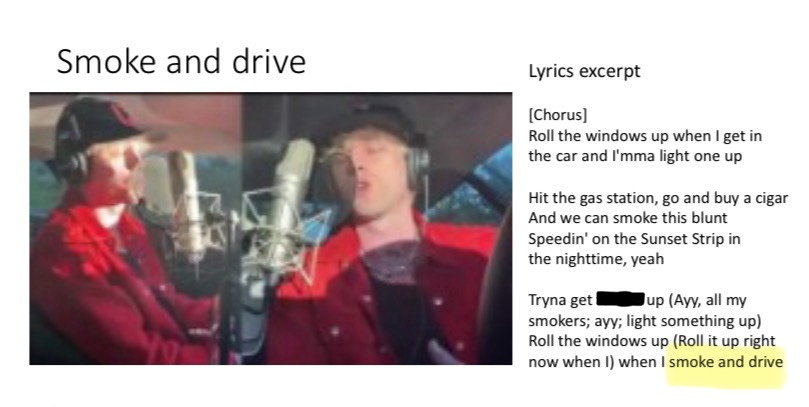 Smoke and drive
Lyrics excerpt
[Chorus]
Roll the windows up when I get in
the car and I'mma light one up
Hit the gas station, go and buy a cigar
And we can smoke this blunt
Speedin' on the Sunset Strip in
the nighttime, yeah
Tryna get up (Ayy, all my
smokers; ayy; light something up)
Roll the windows up (Roll it up right
now when I) when I smoke and drive